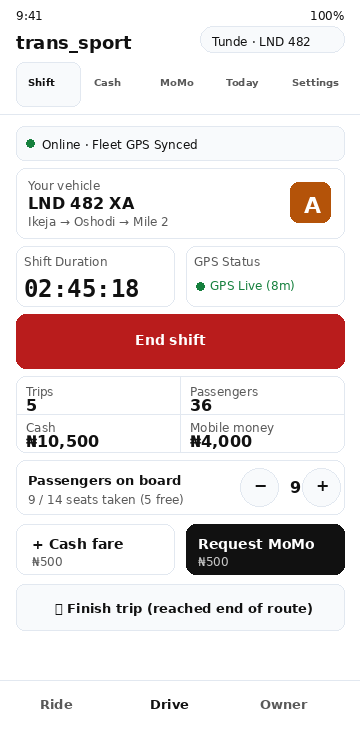 9:41 100%
trans_sport
Tunde · LND 482
Shift Cash MoMo Today Settings
Online · Fleet GPS Synced
Your vehicle
LND 482 XA
Ikeja → Oshodi → Mile 2
A
Shift Duration
02:45:18
GPS Status
GPS Live (8m)
End shift
Trips
5
Passengers
36
Cash
₦10,500
Mobile money
₦4,000
Passengers on board
9 / 14 seats taken (5 free)
− 9 +
+ Cash fare
₦500
Request MoMo
₦500
Finish trip (reached end of route)
Ride Drive Owner